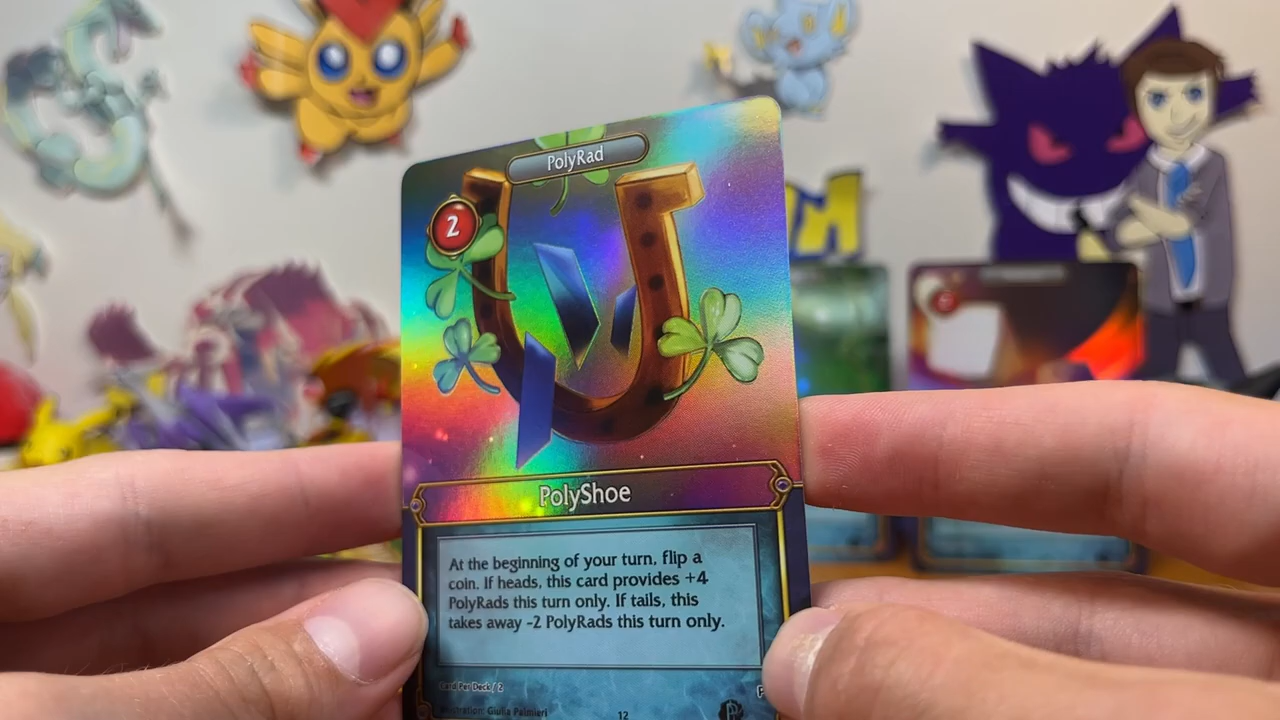 PolyRad
2
PolyShoe
At the beginning of your turn, flip a
coin. If heads, this card provides +4
PolyRads this turn only. If tails, this
takes away -2 PolyRads this turn only.
Card Per Deck / 2
Illustration: Giulia Palmieri
12